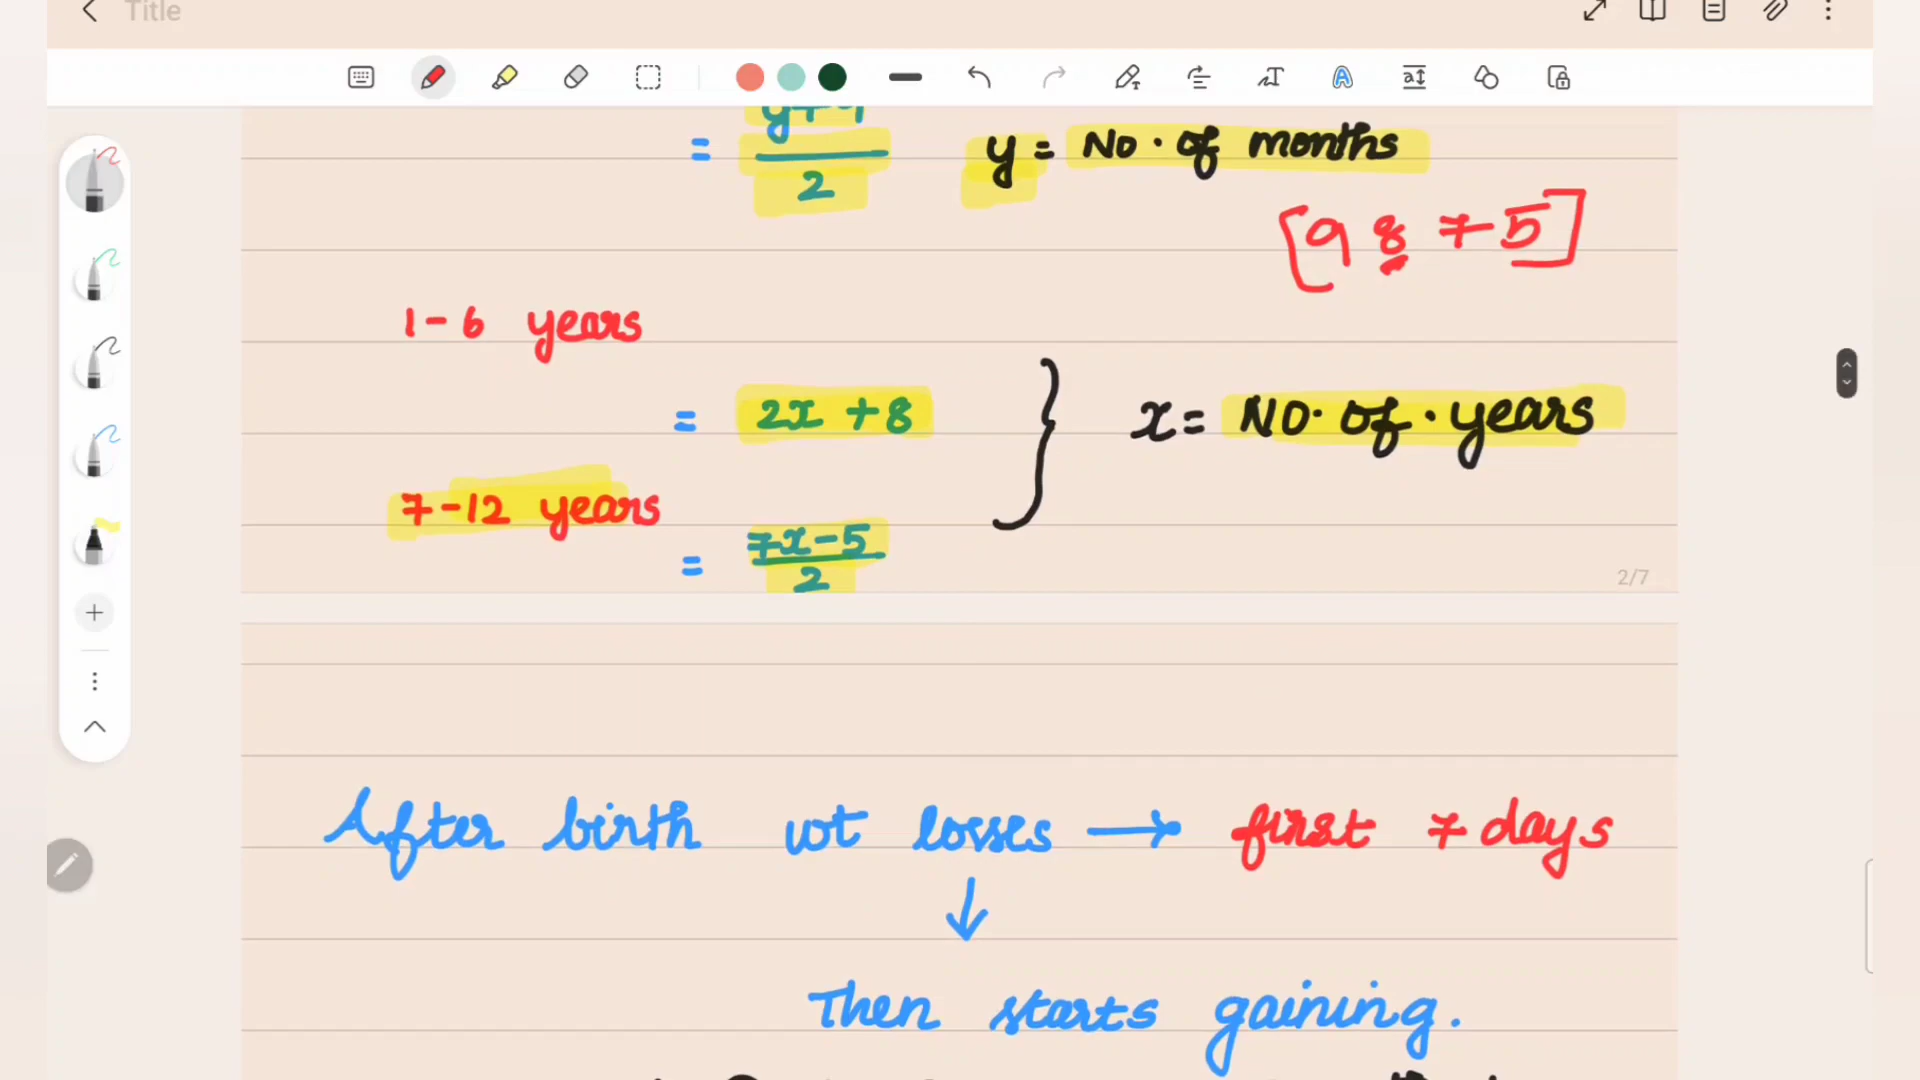 Title
y+9
= 2 y = No. of months
[9 8 7 5]
1-6 years
= 2x + 8 x = No. of. years
7-12 years
= 7x-5
2
2/7
After birth wt losses → first 7 days
↓
Then starts gaining.